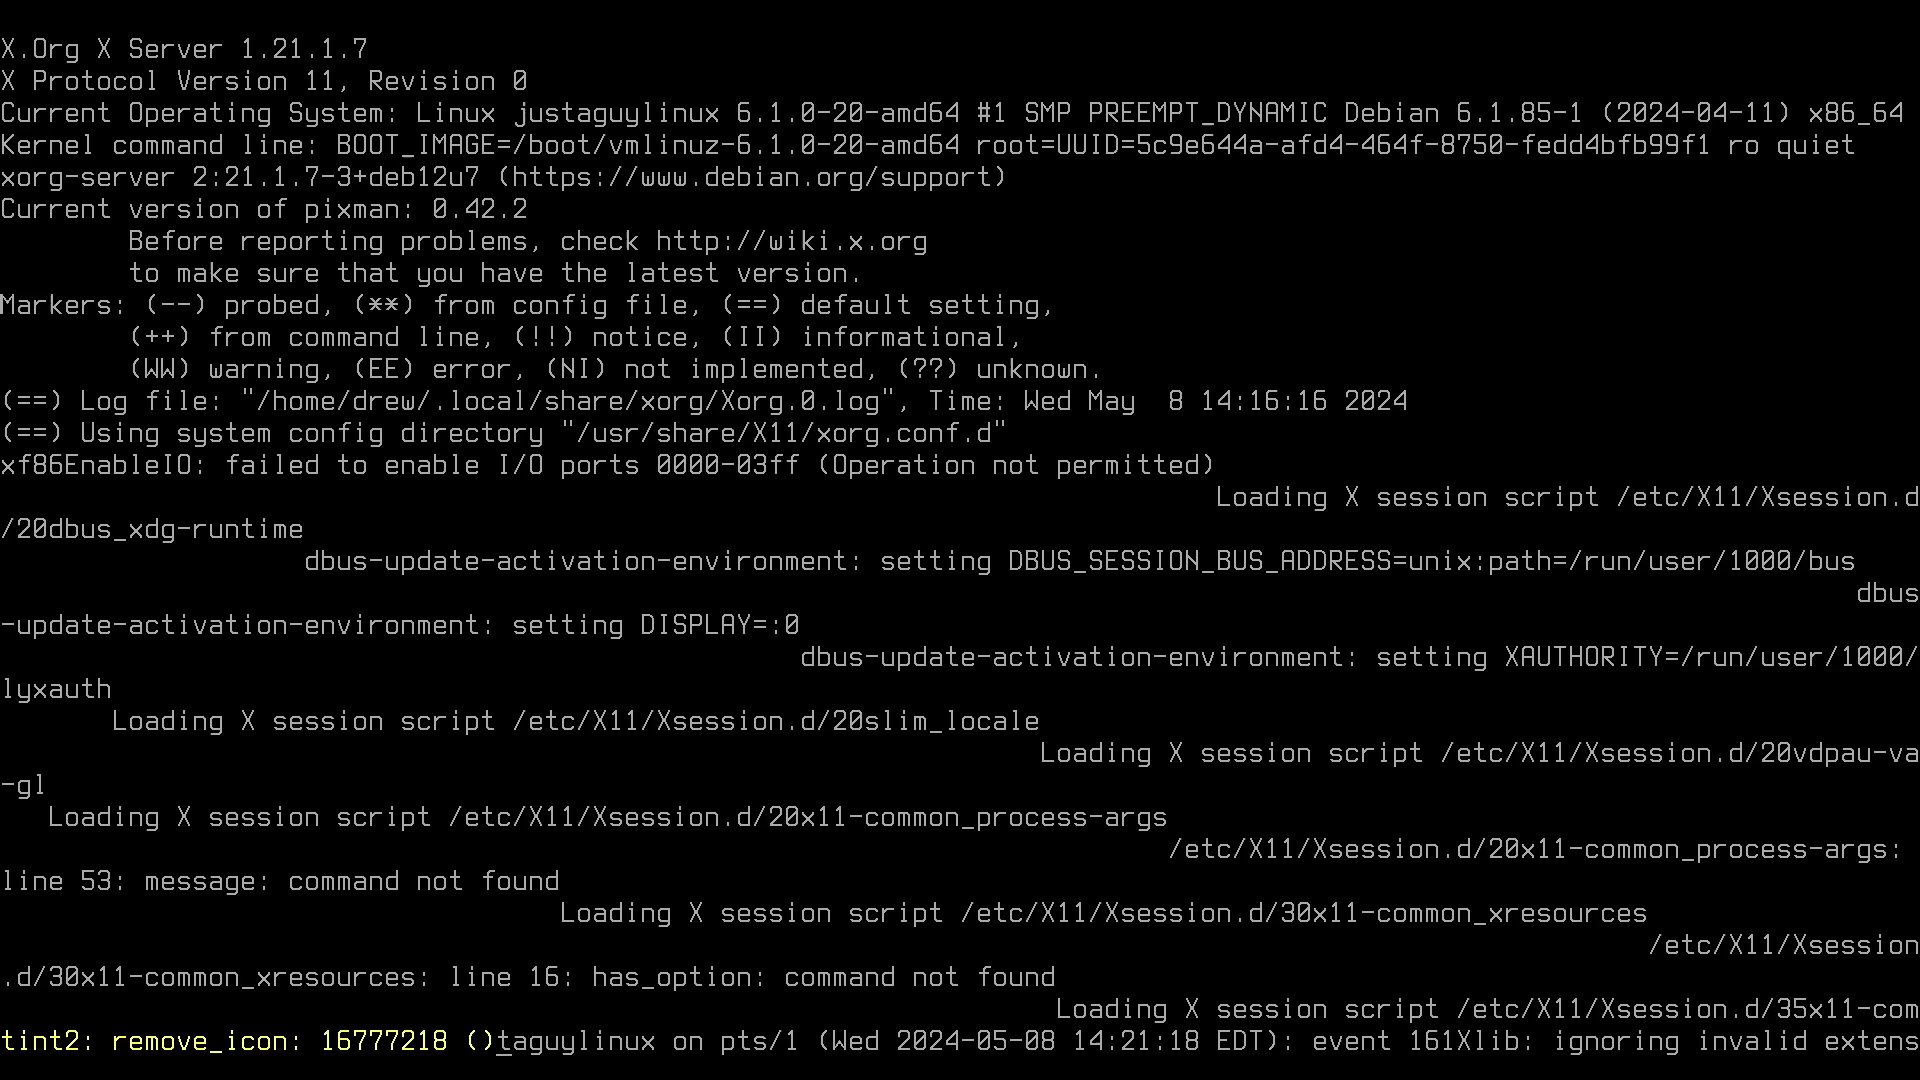 X.Org X Server 1.21.1.7
X Protocol Version 11, Revision 0
Current Operating System: Linux justaguylinux 6.1.0-20-amd64 #1 SMP PREEMPT_DYNAMIC Debian 6.1.85-1 (2024-04-11) x86_64
Kernel command line: BOOT_IMAGE=/boot/vmlinuz-6.1.0-20-amd64 root=UUID=5c9e644a-afd4-464f-8750-fedd4bfb99f1 ro quiet
xorg-server 2:21.1.7-3+deb12u7 (https://www.debian.org/support)
Current version of pixman: 0.42.2
        Before reporting problems, check http://wiki.x.org
        to make sure that you have the latest version.
Markers: (--) probed, (**) from config file, (==) default setting,
        (++) from command line, (!!) notice, (II) informational,
        (WW) warning, (EE) error, (NI) not implemented, (??) unknown.
(==) Log file: "/home/drew/.local/share/xorg/Xorg.0.log", Time: Wed May  8 14:16:16 2024
(==) Using system config directory "/usr/share/X11/xorg.conf.d"
xf86EnableIO: failed to enable I/O ports 0000-03ff (Operation not permitted)
Loading X session script /etc/X11/Xsession.d
/20dbus_xdg-runtime
dbus-update-activation-environment: setting DBUS_SESSION_BUS_ADDRESS=unix:path=/run/user/1000/bus
dbus
-update-activation-environment: setting DISPLAY=:0
dbus-update-activation-environment: setting XAUTHORITY=/run/user/1000/
lyxauth
Loading X session script /etc/X11/Xsession.d/20slim_locale
Loading X session script /etc/X11/Xsession.d/20vdpau-va
-gl
Loading X session script /etc/X11/Xsession.d/20x11-common_process-args
/etc/X11/Xsession.d/20x11-common_process-args:
line 53: message: command not found
Loading X session script /etc/X11/Xsession.d/30x11-common_xresources
/etc/X11/Xsession
.d/30x11-common_xresources: line 16: has_option: command not found
Loading X session script /etc/X11/Xsession.d/35x11-com
tint2: remove_icon: 16777218 ()taguylinux on pts/1 (Wed 2024-05-08 14:21:18 EDT): event 161Xlib: ignoring invalid extens